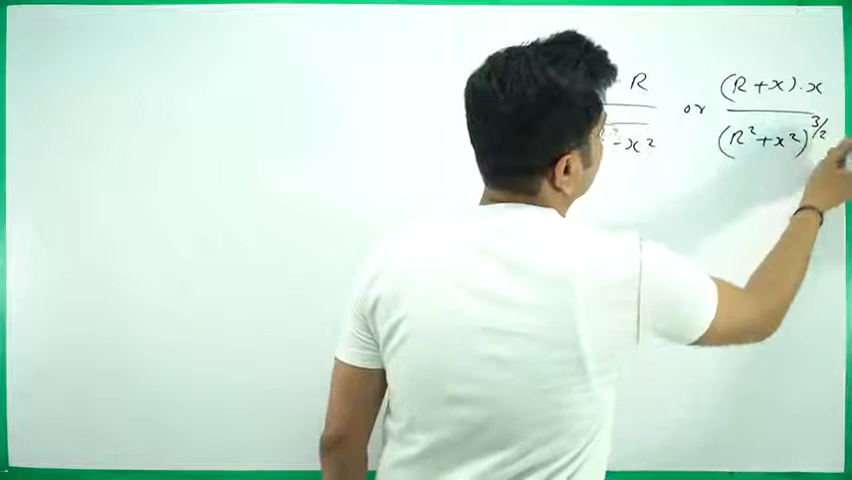 R or (R+x).x
-x² (R²+x²)^3/2